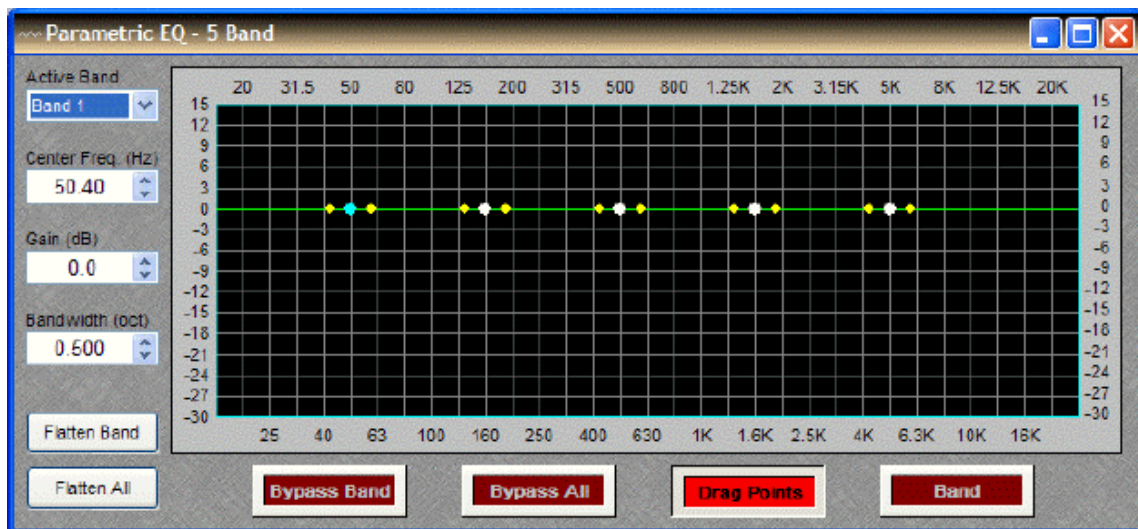 Parametric EQ - 5 Band
Active Band
Band 1
Center Freq. (Hz)
50.40
Gain (dB)
0.0
Bandwidth (oct)
0.500
Flatten Band
Flatten All
20 31.5 50 80 125 200 315 500 800 1.25K 2K 3.15K 5K 8K 12.5K 20K
15 15
12 12
9 9
6 6
3 3
0 0
-3 -3
-6 -6
-9 -9
-12 -12
-15 -15
-18 -18
-21 -21
-24 -24
-27 -27
-30 -30
25 40 63 100 160 250 400 630 1K 1.6K 2.5K 4K 6.3K 10K 16K
Bypass Band
Bypass All
Drag Points
Band